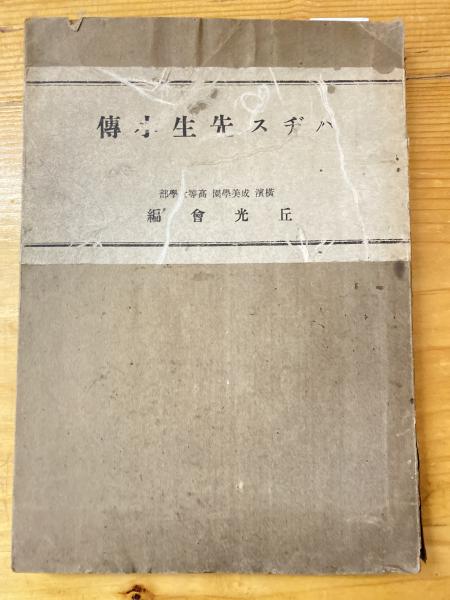 ハヂス先生小傳
横濱 成美學園 高等女學部
丘光會編